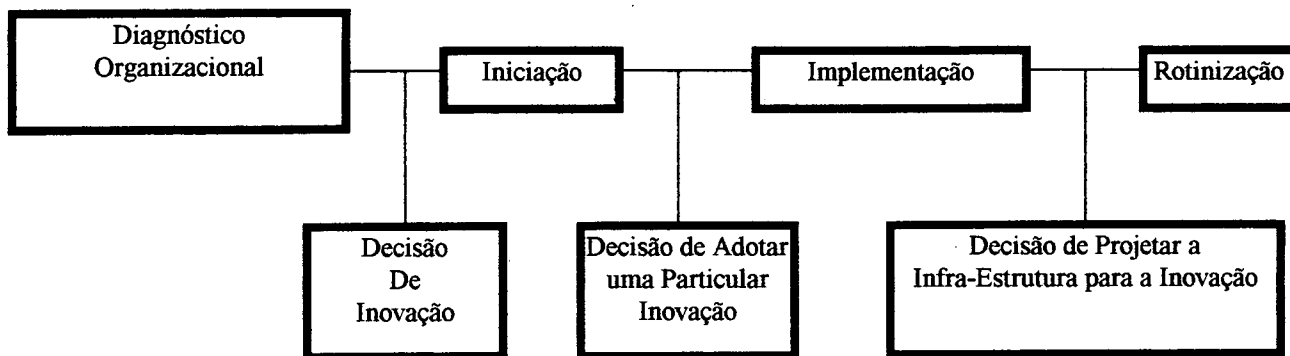 Diagnóstico
Organizacional
Iniciação
Implementação
Rotinização
Decisão
De
Inovação
Decisão de Adotar
uma Particular
Inovação
Decisão de Projetar a
Infra-Estrutura para a Inovação